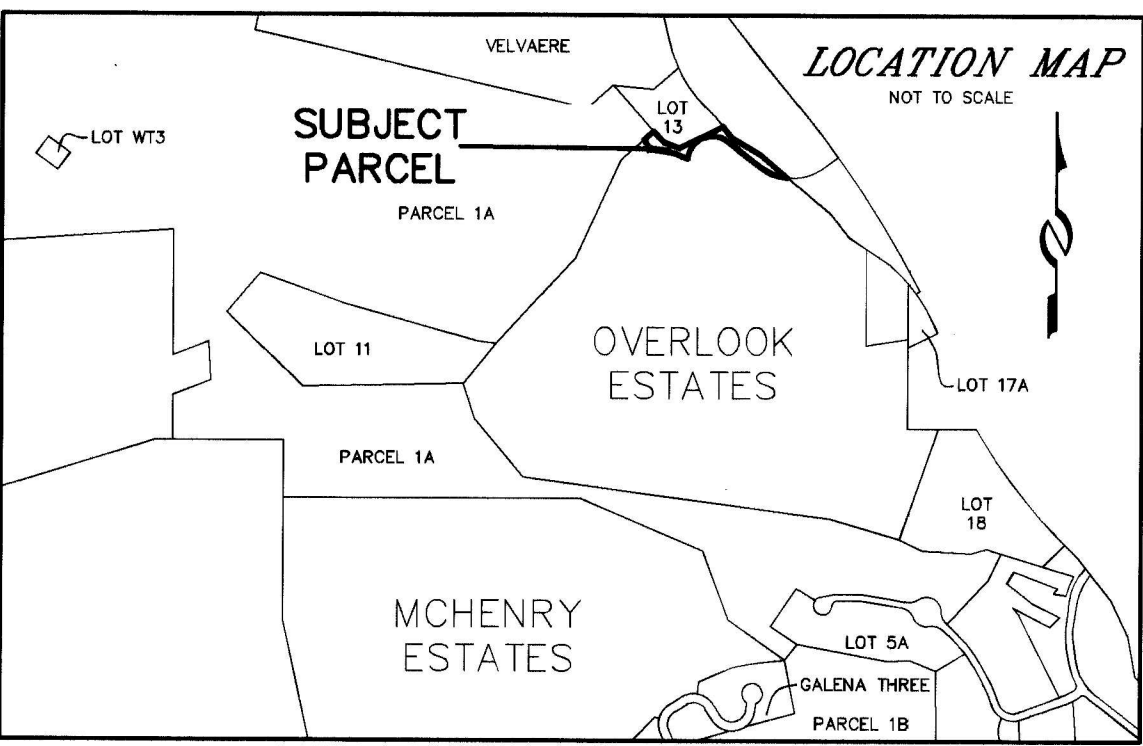 VELVAERE
LOCATION MAP
NOT TO SCALE
LOT
13
SUBJECT
PARCEL
LOT WT3
PARCEL 1A
OVERLOOK
ESTATES
LOT 11
LOT 17A
PARCEL 1A
LOT
1B
MCHENRY
ESTATES
LOT 5A
GALENA THREE
PARCEL 1B